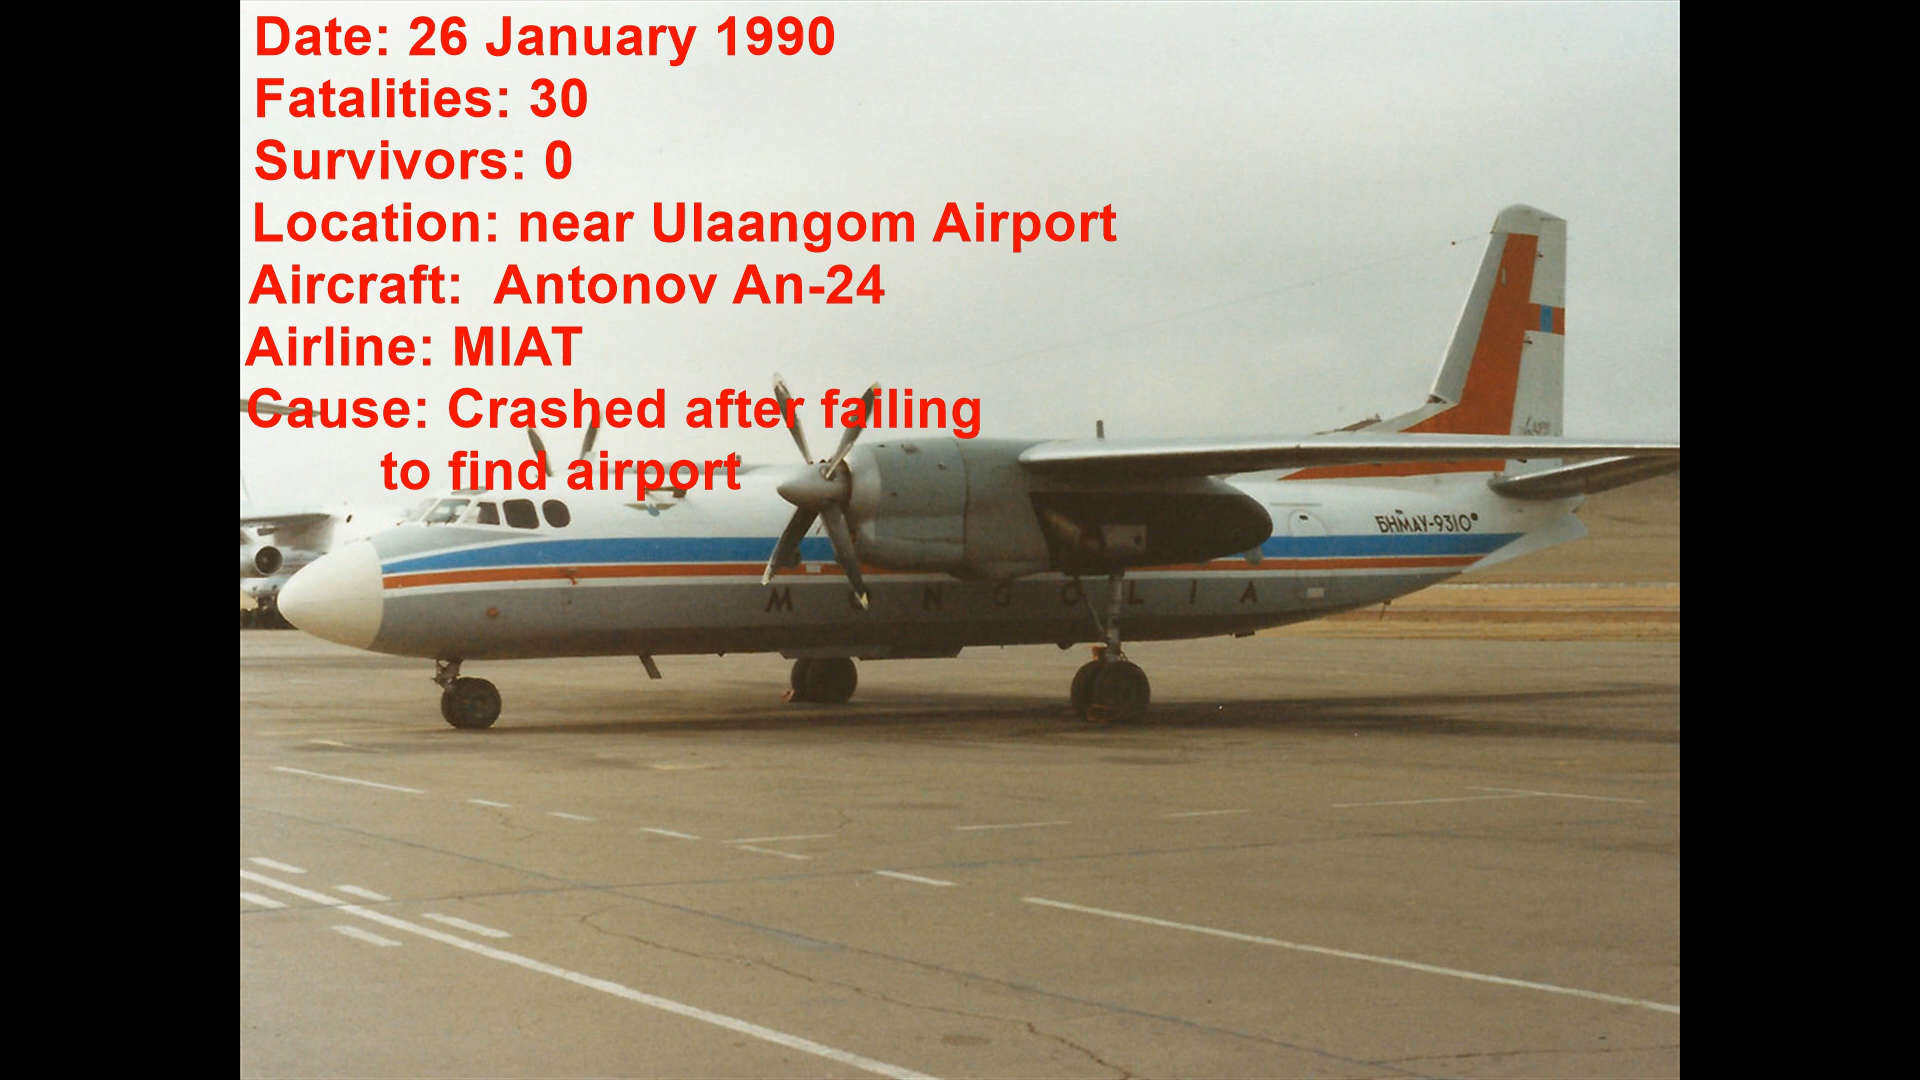 Date: 26 January 1990
Fatalities: 30
Survivors: 0
Location: near Ulaangom Airport
Aircraft: Antonov An-24
Airline: MIAT
Cause: Crashed after failing
to find airport
БНМАУ-9310
MONGOLIA